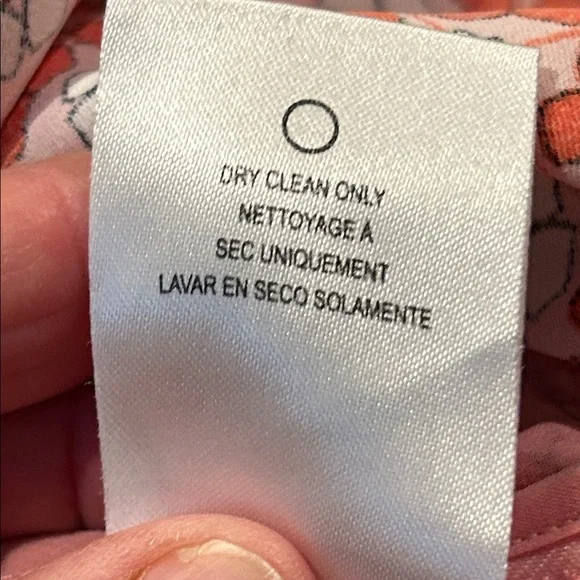 DRY CLEAN ONLY
NETTOYAGE A
SEC UNIQUEMENT
LAVAR EN SECO SOLAMENTE